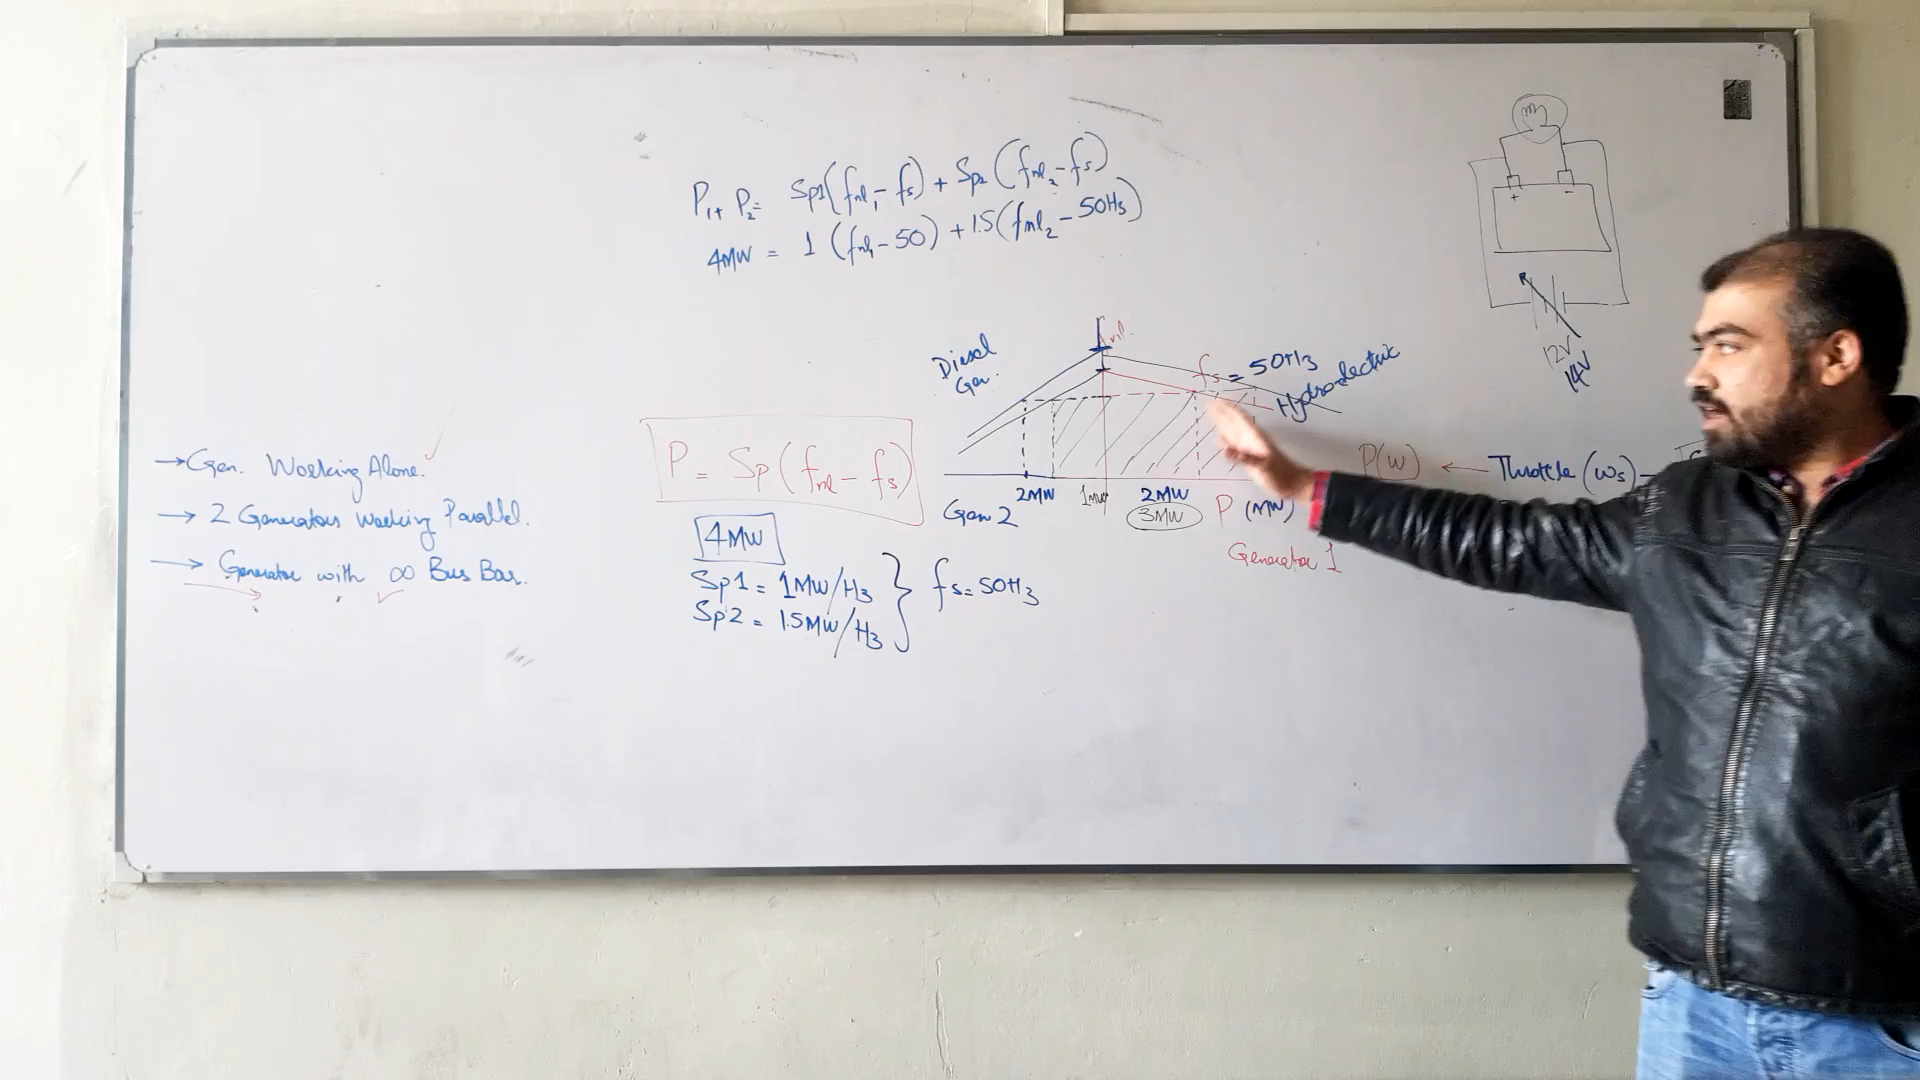 P1 + P2 = Sp1(fnl1 - fs) + Sp2(fnl2 - fs)
4MW = 1 (fnl1 - 50) + 1.5(fnl2 - 50Hz)
+ -
12V
14V
Diesel
Gen.
fnl.
fs = 50Hz
Hydroelectric
→ Gen. Working Alone.
→ 2 Generators Working Parallel.
→ Generator with ∞ Bus Bar.
P = Sp(fnl - fs)
P(W) ← Throttle (ws)
Gen 2
2MW 1MW 2MW
3MW
P (MW)
Generator 1
4MW
Sp1 = 1MW/Hz
Sp2 = 1.5MW/Hz
} fs = 50Hz